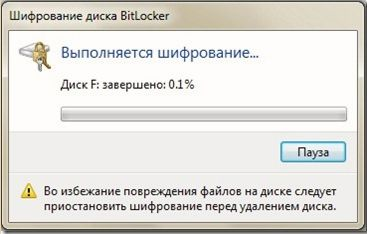 Шифрование диска BitLocker
Выполняется шифрование...
Диск F: завершено: 0.1%
Пауза
Во избежание повреждения файлов на диске следует
приостановить шифрование перед удалением диска.